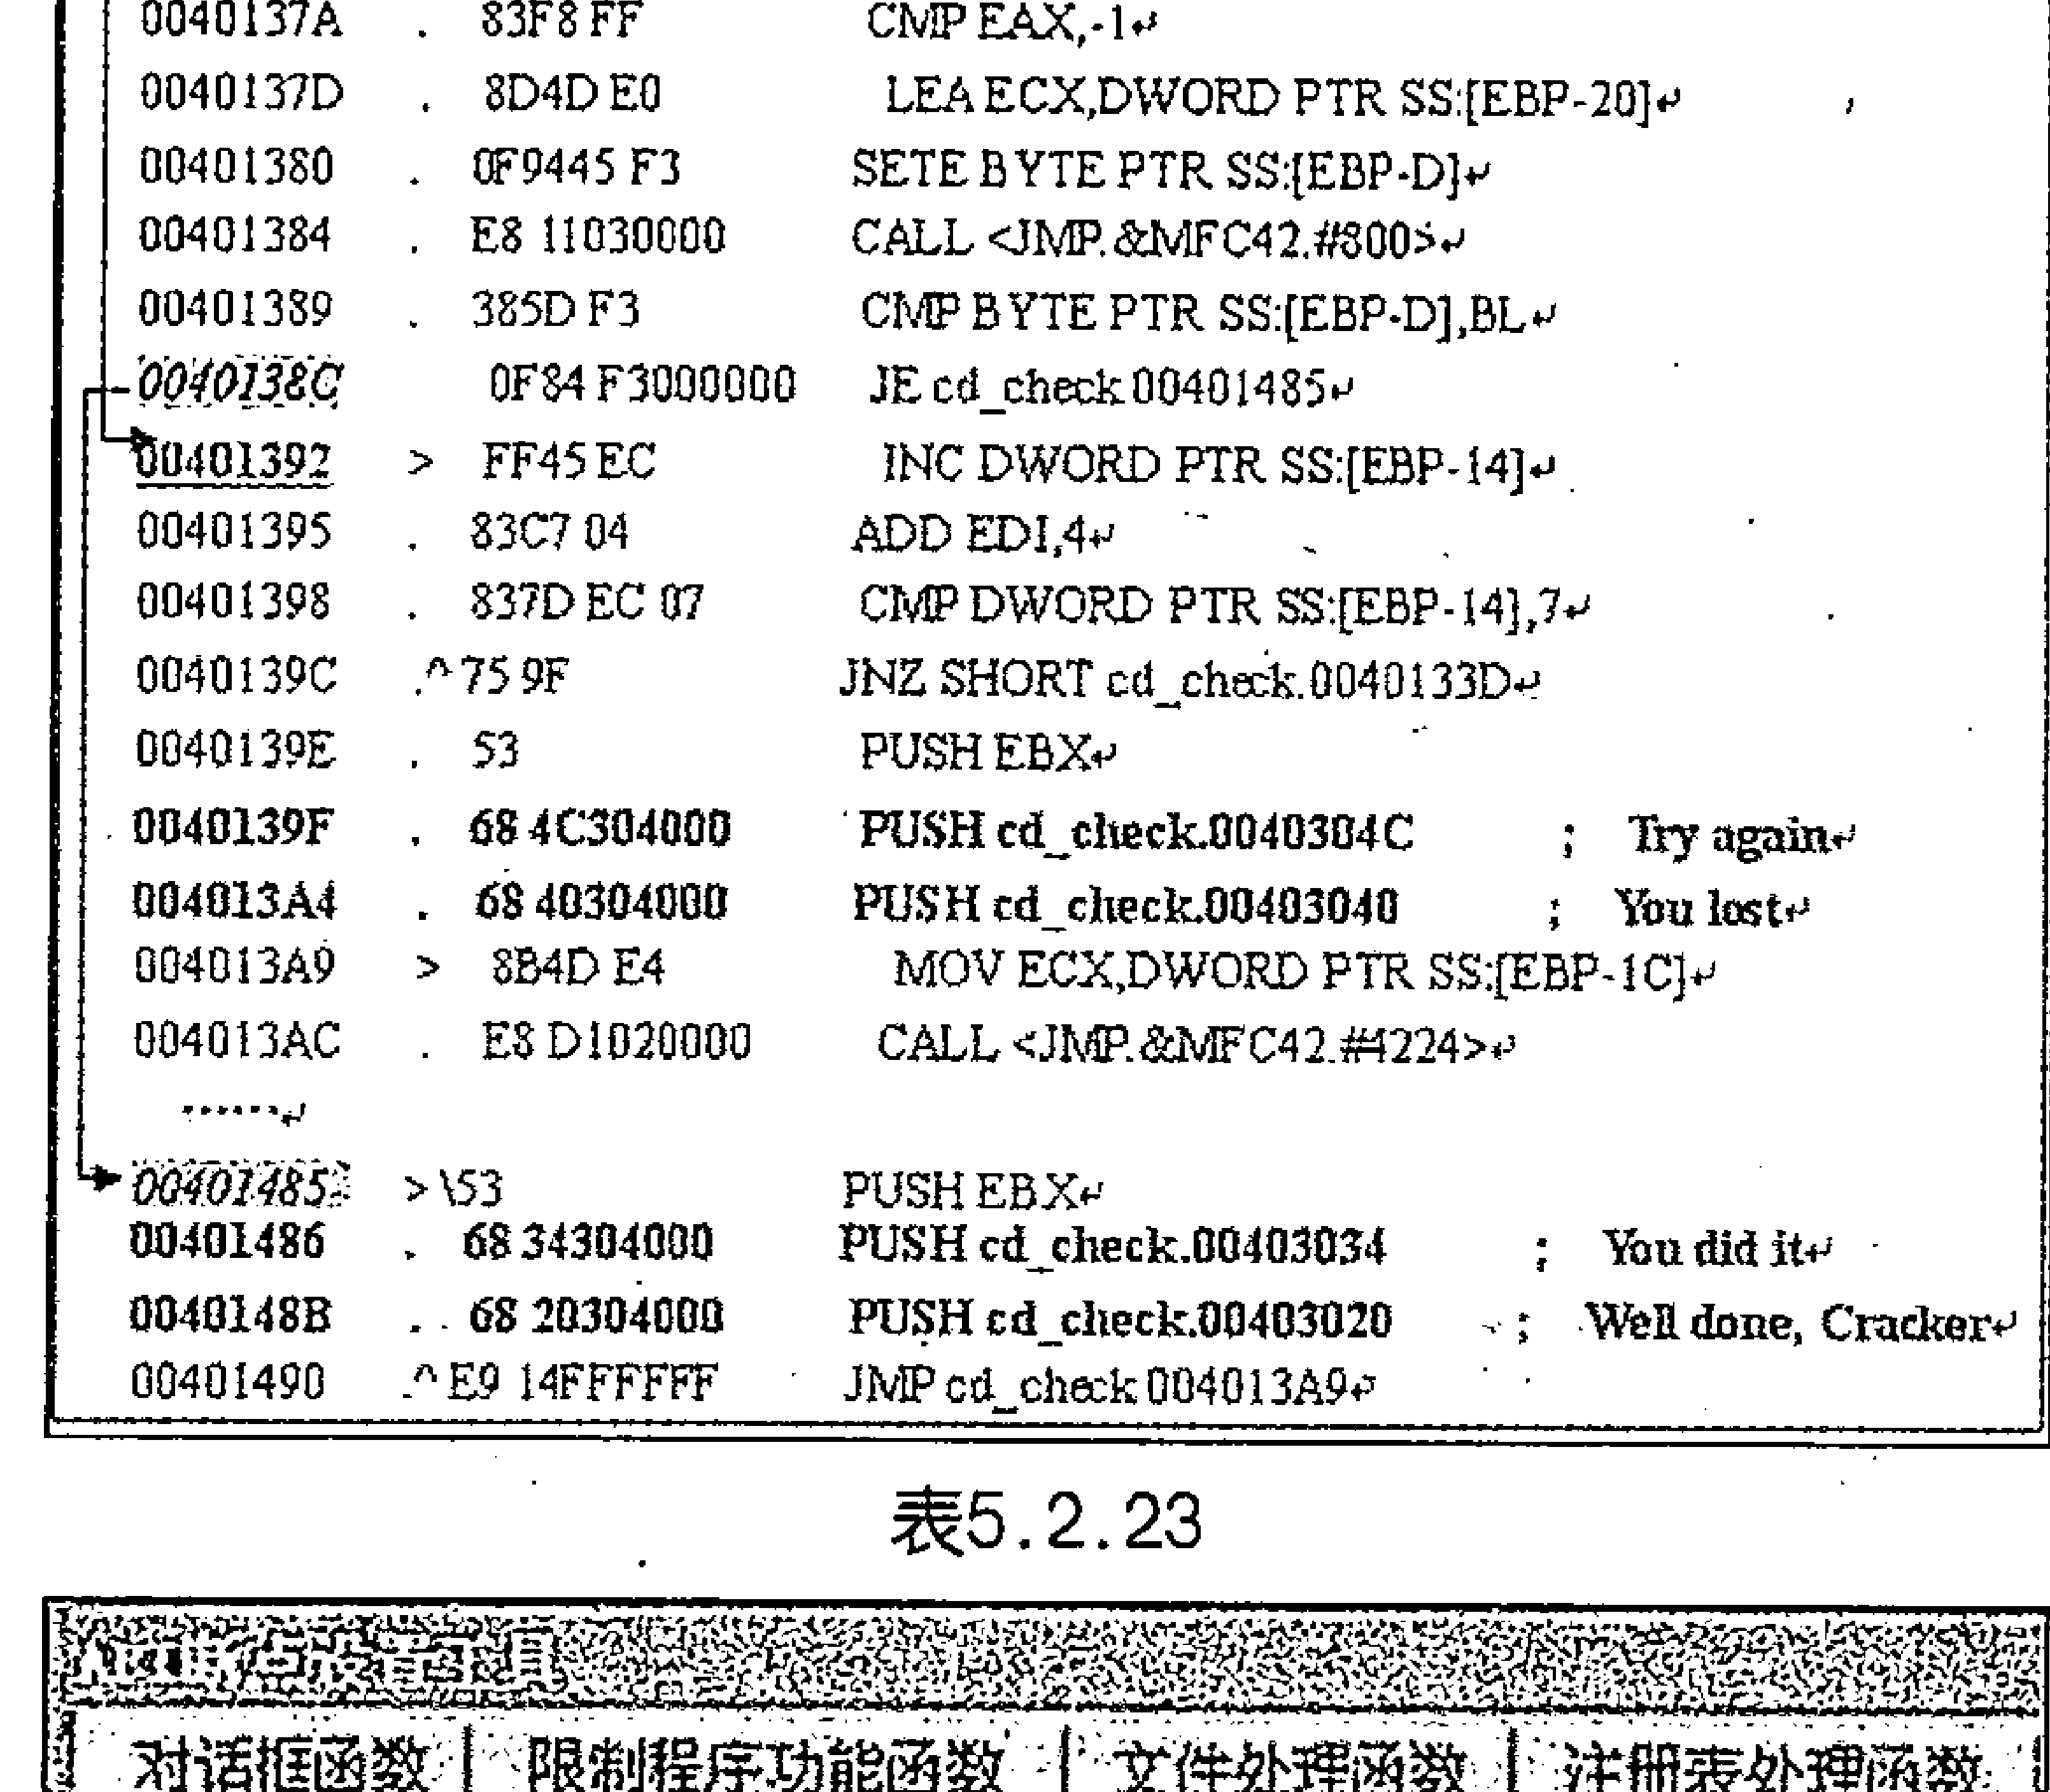 0040137A . 83F8 FF CMP EAX,-1↵
0040137D . 8D4D E0 LEA ECX,DWORD PTR SS:[EBP-20]↵
00401380 . 0F9445 F3 SETE BYTE PTR SS:[EBP-D]↵
00401384 . E8 11030000 CALL <JMP.&MFC42.#800>↵
00401389 . 385D F3 CMP BYTE PTR SS:[EBP-D],BL↵
0040138C 0F84 F3000000 JE cd_check.00401485↵
00401392 > FF45 EC INC DWORD PTR SS:[EBP-14]↵
00401395 . 83C7 04 ADD EDI,4↵
00401398 . 837D EC 07 CMP DWORD PTR SS:[EBP-14],7↵
0040139C .^ 75 9F JNZ SHORT cd_check.0040133D↵
0040139E . 53 PUSH EBX↵
0040139F . 68 4C304000 PUSH cd_check.0040304C ; Try again↵
004013A4 . 68 40304000 PUSH cd_check.00403040 ; You lost↵
004013A9 > 8B4D E4 MOV ECX,DWORD PTR SS:[EBP-1C]↵
004013AC . E8 D1020000 CALL <JMP.&MFC42.#4224>↵
······↵
00401485 > \53 PUSH EBX↵
00401486 . 68 34304000 PUSH cd_check.00403034 ; You did it↵
0040148B . 68 20304000 PUSH cd_check.00403020 ; Well done, Cracker↵
00401490 .^ E9 14FFFFFF JMP cd_check.004013A9↵
表5.2.23
API断点设置工具
对话框函数 限制程序功能函数 文件处理函数 注册表处理函数